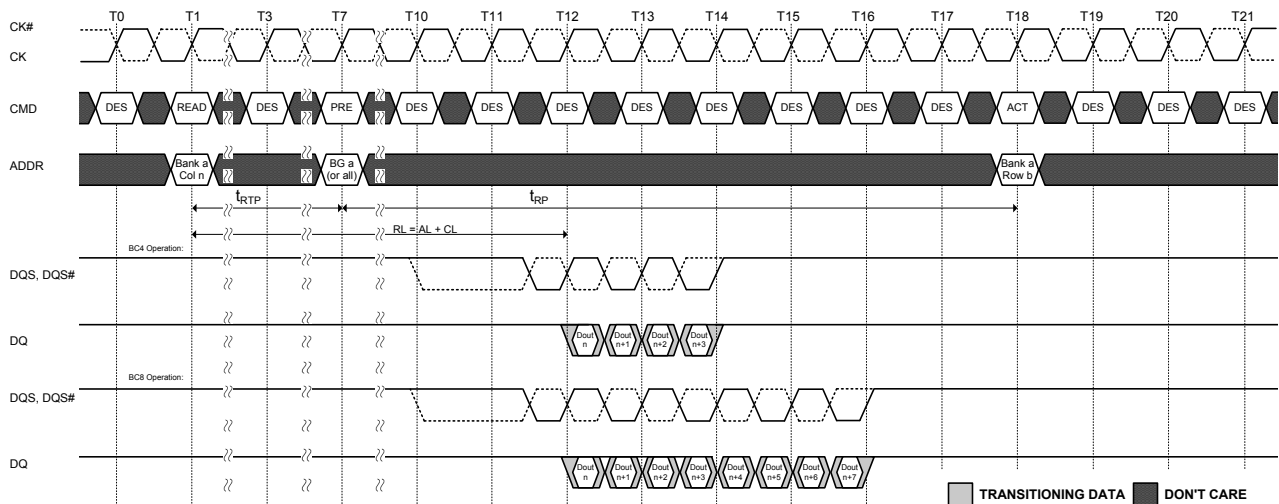 CK#
CK
T0 T1 T3 T7 T10 T11 T12 T13 T14 T15 T16 T17 T18 T19 T20 T21
CMD DES READ DES PRE DES DES DES DES DES DES DES DES ACT DES DES DES
ADDR
Bank a
Col n
BG a
(or all)
Bank a
Row b
tRTP
tRP
RL = AL + CL
BC4 Operation:
DQS, DQS#
DQ
Dout
n
Dout
n+1
Dout
n+2
Dout
n+3
BC8 Operation:
DQS, DQS#
DQ
Dout
n
Dout
n+1
Dout
n+2
Dout
n+3
Dout
n+4
Dout
n+5
Dout
n+6
Dout
n+7
TRANSITIONING DATA
DON'T CARE